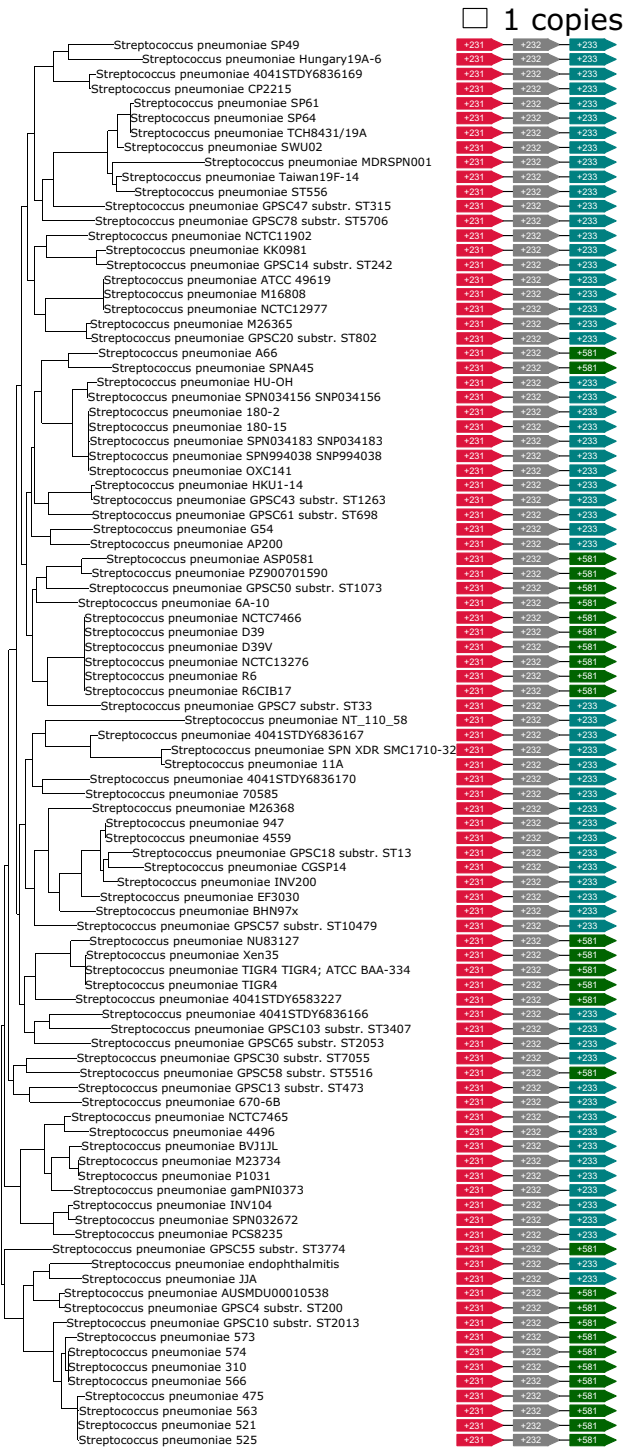 1 copies
Streptococcus pneumoniae SP49 +231 +232 +233
Streptococcus pneumoniae Hungary19A-6 +231 +232 +233
Streptococcus pneumoniae 4041STDY6836169 +231 +232 +233
Streptococcus pneumoniae CP2215 +231 +232 +233
Streptococcus pneumoniae SP61 +231 +232 +233
Streptococcus pneumoniae SP64 +231 +232 +233
Streptococcus pneumoniae TCH8431/19A +231 +232 +233
Streptococcus pneumoniae SWU02 +231 +232 +233
Streptococcus pneumoniae MDRSPN001 +231 +232 +233
Streptococcus pneumoniae Taiwan19F-14 +231 +232 +233
Streptococcus pneumoniae ST556 +231 +232 +233
Streptococcus pneumoniae GPSC47 substr. ST315 +231 +232 +233
Streptococcus pneumoniae GPSC78 substr. ST5706 +231 +232 +233
Streptococcus pneumoniae NCTC11902 +231 +232 +233
Streptococcus pneumoniae KK0981 +231 +232 +233
Streptococcus pneumoniae GPSC14 substr. ST242 +231 +232 +233
Streptococcus pneumoniae ATCC 49619 +231 +232 +233
Streptococcus pneumoniae M16808 +231 +232 +233
Streptococcus pneumoniae NCTC12977 +231 +232 +233
Streptococcus pneumoniae M26365 +231 +232 +233
Streptococcus pneumoniae GPSC20 substr. ST802 +231 +232 +233
Streptococcus pneumoniae A66 +231 +232 +581
Streptococcus pneumoniae SPNA45 +231 +232 +581
Streptococcus pneumoniae HU-OH +231 +232 +233
Streptococcus pneumoniae SPN034156 SNP034156 +231 +232 +233
Streptococcus pneumoniae 180-2 +231 +232 +233
Streptococcus pneumoniae 180-15 +231 +232 +233
Streptococcus pneumoniae SPN034183 SNP034183 +231 +232 +233
Streptococcus pneumoniae SPN994038 SNP994038 +231 +232 +233
Streptococcus pneumoniae OXC141 +231 +232 +233
Streptococcus pneumoniae HKU1-14 +231 +232 +233
Streptococcus pneumoniae GPSC43 substr. ST1263 +231 +232 +233
Streptococcus pneumoniae GPSC61 substr. ST698 +231 +232 +233
Streptococcus pneumoniae G54 +231 +232 +233
Streptococcus pneumoniae AP200 +231 +232 +233
Streptococcus pneumoniae ASP0581 +231 +232 +581
Streptococcus pneumoniae PZ900701590 +231 +232 +581
Streptococcus pneumoniae GPSC50 substr. ST1073 +231 +232 +581
Streptococcus pneumoniae 6A-10 +231 +232 +581
Streptococcus pneumoniae NCTC7466 +231 +232 +581
Streptococcus pneumoniae D39 +231 +232 +581
Streptococcus pneumoniae D39V +231 +232 +581
Streptococcus pneumoniae NCTC13276 +231 +232 +581
Streptococcus pneumoniae R6 +231 +232 +581
Streptococcus pneumoniae R6CIB17 +231 +232 +581
Streptococcus pneumoniae GPSC7 substr. ST33 +231 +232 +233
Streptococcus pneumoniae NT_110_58 +231 +232 +233
Streptococcus pneumoniae 4041STDY6836167 +231 +232 +233
Streptococcus pneumoniae SPN XDR SMC1710-32 +231 +232 +233
Streptococcus pneumoniae 11A +231 +232 +233
Streptococcus pneumoniae 4041STDY6836170 +231 +232 +233
Streptococcus pneumoniae 70585 +231 +232 +233
Streptococcus pneumoniae M26368 +231 +232 +233
Streptococcus pneumoniae 947 +231 +232 +233
Streptococcus pneumoniae 4559 +231 +232 +233
Streptococcus pneumoniae GPSC18 substr. ST13 +231 +232 +233
Streptococcus pneumoniae CGSP14 +231 +232 +233
Streptococcus pneumoniae INV200 +231 +232 +233
Streptococcus pneumoniae EF3030 +231 +232 +233
Streptococcus pneumoniae BHN97x +231 +232 +233
Streptococcus pneumoniae GPSC57 substr. ST10479 +231 +232 +233
Streptococcus pneumoniae NU83127 +231 +232 +581
Streptococcus pneumoniae Xen35 +231 +232 +581
Streptococcus pneumoniae TIGR4 TIGR4; ATCC BAA-334 +231 +232 +581
Streptococcus pneumoniae TIGR4 +231 +232 +581
Streptococcus pneumoniae 4041STDY6583227 +231 +232 +581
Streptococcus pneumoniae 4041STDY6836166 +231 +232 +233
Streptococcus pneumoniae GPSC103 substr. ST3407 +231 +232 +233
Streptococcus pneumoniae GPSC65 substr. ST2053 +231 +232 +233
Streptococcus pneumoniae GPSC30 substr. ST7055 +231 +232 +233
Streptococcus pneumoniae GPSC58 substr. ST5516 +231 +232 +581
Streptococcus pneumoniae GPSC13 substr. ST473 +231 +232 +233
Streptococcus pneumoniae 670-6B +231 +232 +233
Streptococcus pneumoniae NCTC7465 +231 +232 +233
Streptococcus pneumoniae 4496 +231 +232 +233
Streptococcus pneumoniae BVJ1JL +231 +232 +233
Streptococcus pneumoniae M23734 +231 +232 +233
Streptococcus pneumoniae P1031 +231 +232 +233
Streptococcus pneumoniae gamPNI0373 +231 +232 +233
Streptococcus pneumoniae INV104 +231 +232 +233
Streptococcus pneumoniae SPN032672 +231 +232 +233
Streptococcus pneumoniae PCS8235 +231 +232 +233
Streptococcus pneumoniae GPSC55 substr. ST3774 +231 +232 +581
Streptococcus pneumoniae endophthalmitis +231 +232 +233
Streptococcus pneumoniae JJA +231 +232 +233
Streptococcus pneumoniae AUSMDU00010538 +231 +232 +581
Streptococcus pneumoniae GPSC4 substr. ST200 +231 +232 +581
Streptococcus pneumoniae GPSC10 substr. ST2013 +231 +232 +581
Streptococcus pneumoniae 573 +231 +232 +581
Streptococcus pneumoniae 574 +231 +232 +581
Streptococcus pneumoniae 310 +231 +232 +581
Streptococcus pneumoniae 566 +231 +232 +581
Streptococcus pneumoniae 475 +231 +232 +581
Streptococcus pneumoniae 563 +231 +232 +581
Streptococcus pneumoniae 521 +231 +232 +581
Streptococcus pneumoniae 525 +231 +232 +581